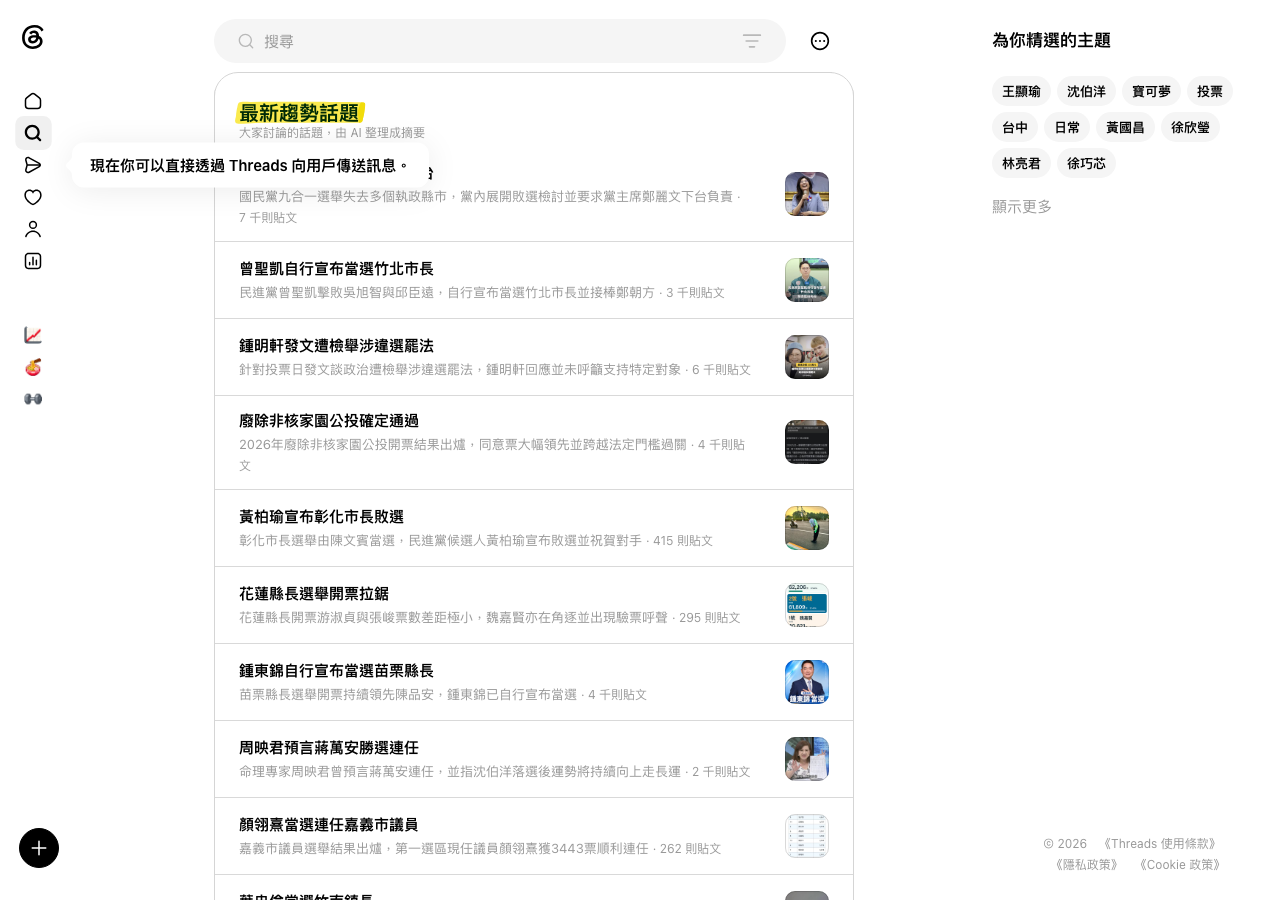 搜尋
最新趨勢話題
大家討論的話題，由 AI 整理成摘要
現在你可以直接透過 Threads 向用戶傳送訊息。
國民黨九合一選舉失去多個執政縣市，黨內展開敗選檢討並要求黨主席鄭麗文下台負責 ·
7 千則貼文
曾聖凱自行宣布當選竹北市長
民進黨曾聖凱擊敗吳旭智與邱臣遠，自行宣布當選竹北市長並接棒鄭朝方 · 3 千則貼文
鍾明軒發文遭檢舉涉違選罷法
針對投票日發文談政治遭檢舉涉違選罷法，鍾明軒回應並未呼籲支持特定對象 · 6 千則貼文
廢除非核家園公投確定通過
2026年廢除非核家園公投開票結果出爐，同意票大幅領先並跨越法定門檻過關 · 4 千則貼
文
黃柏瑜宣布彰化市長敗選
彰化市長選舉由陳文賓當選，民進黨候選人黃柏瑜宣布敗選並祝賀對手 · 415 則貼文
花蓮縣長選舉開票拉鋸
花蓮縣長開票游淑貞與張峻票數差距極小，魏嘉賢亦在角逐並出現驗票呼聲 · 295 則貼文
鍾東錦自行宣布當選苗栗縣長
苗栗縣長選舉開票持續領先陳品安，鍾東錦已自行宣布當選 · 4 千則貼文
周映君預言蔣萬安勝選連任
命理專家周映君曾預言蔣萬安連任，並指沈伯洋落選後運勢將持續向上走長運 · 2 千則貼文
顏翎熹當選連任嘉義市議員
嘉義市議員選舉結果出爐，第一選區現任議員顏翎熹獲3443票順利連任 · 262 則貼文
為你精選的主題
王顥瑜 沈伯洋 寶可夢 投票
台中 日常 黃國昌 徐欣瑩
林亮君 徐巧芯
顯示更多
© 2026 《Threads 使用條款》
《隱私政策》 《Cookie 政策》